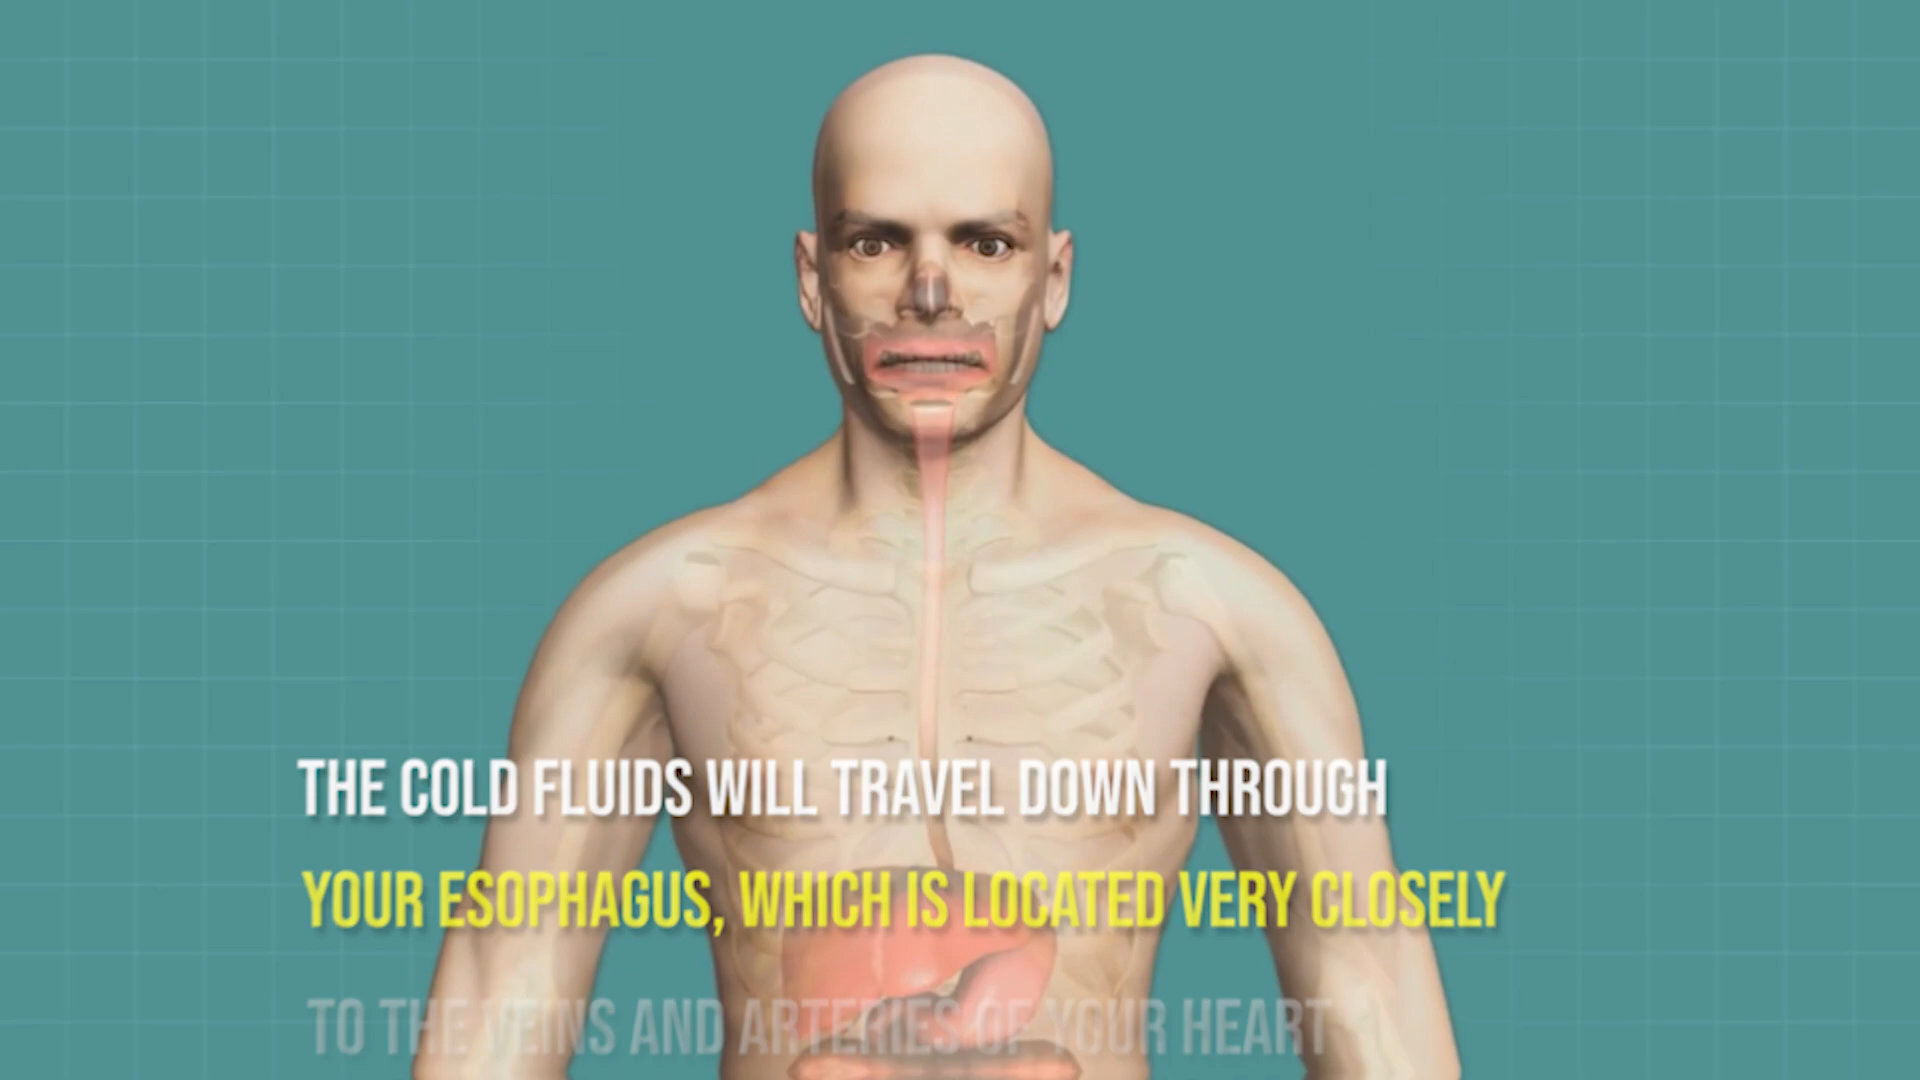 THE COLD FLUIDS WILL TRAVEL DOWN THROUGH
YOUR ESOPHAGUS, WHICH IS LOCATED VERY CLOSELY
TO THE VEINS AND ARTERIES OF YOUR HEART